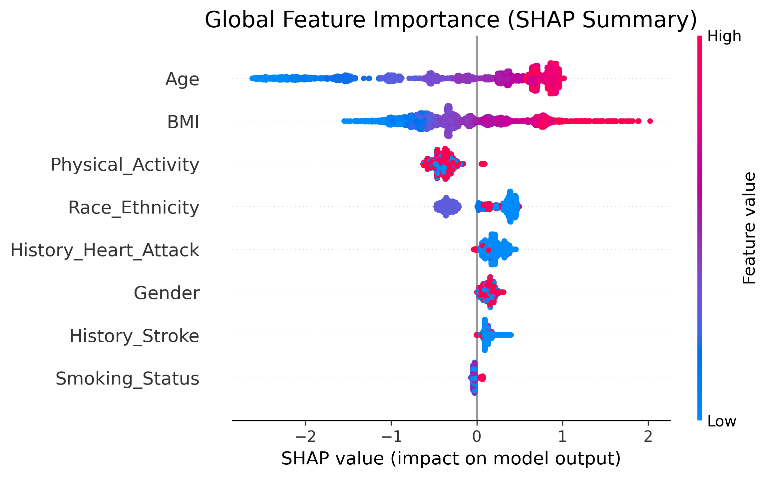 Global Feature Importance (SHAP Summary)
High
Age
BMI
Physical_Activity
Race_Ethnicity
History_Heart_Attack
Gender
History_Stroke
Smoking_Status
Feature value
Low
−2
−1
0
1
2
SHAP value (impact on model output)